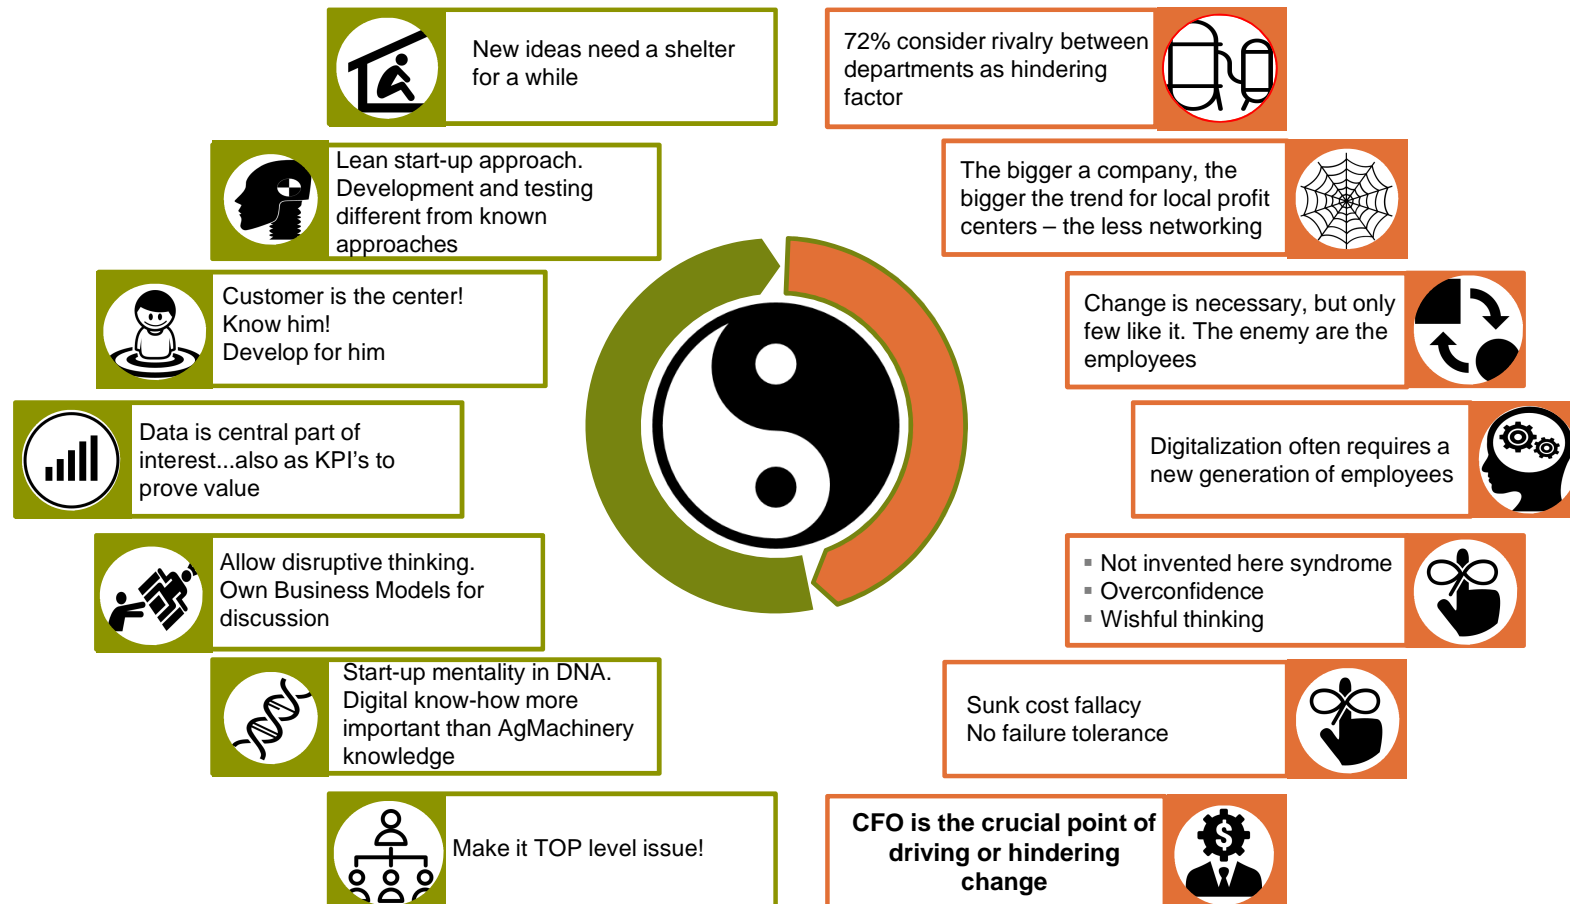 New ideas need a shelter
for a while
Lean start-up approach.
Development and testing
different from known
approaches
Customer is the center!
Know him!
Develop for him
Data is central part of
interest...also as KPI's to
prove value
Allow disruptive thinking.
Own Business Models for
discussion
Start-up mentality in DNA.
Digital know-how more
important than AgMachinery
knowledge
Make it TOP level issue!
72% consider rivalry between
departments as hindering
factor
The bigger a company, the
bigger the trend for local profit
centers – the less networking
Change is necessary, but only
few like it. The enemy are the
employees
Digitalization often requires a
new generation of employees
▪ Not invented here syndrome
▪ Overconfidence
▪ Wishful thinking
Sunk cost fallacy
No failure tolerance
CFO is the crucial point of
driving or hindering
change
$